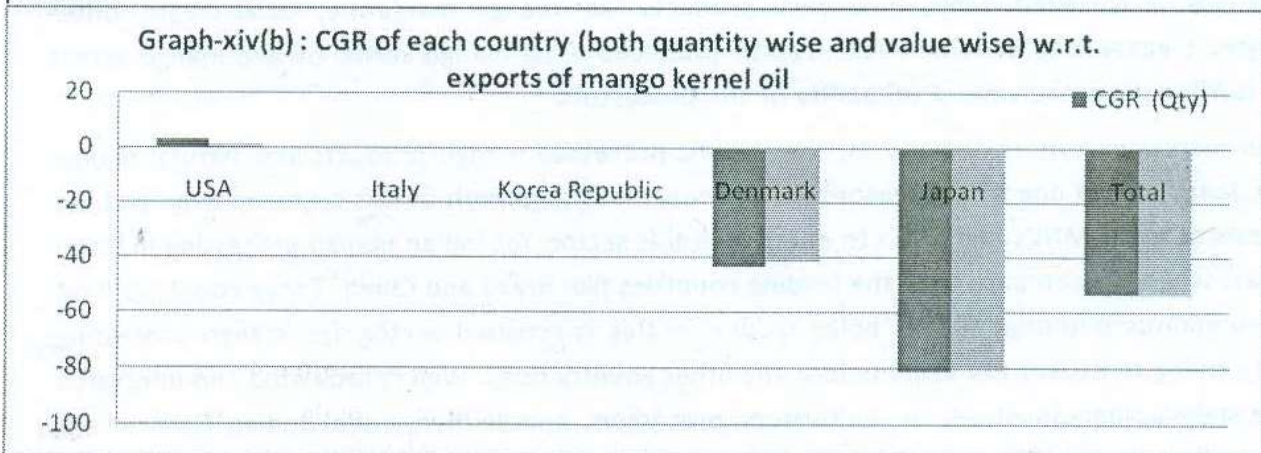 Graph-xiv(b) : CGR of each country (both quantity wise and value wise) w.r.t.
exports of mango kernel oil
20
CGR (Qty)
0
USA
Italy
Korea Republic
Denmark
Japan
Total
-20
-40
-60
-80
-100